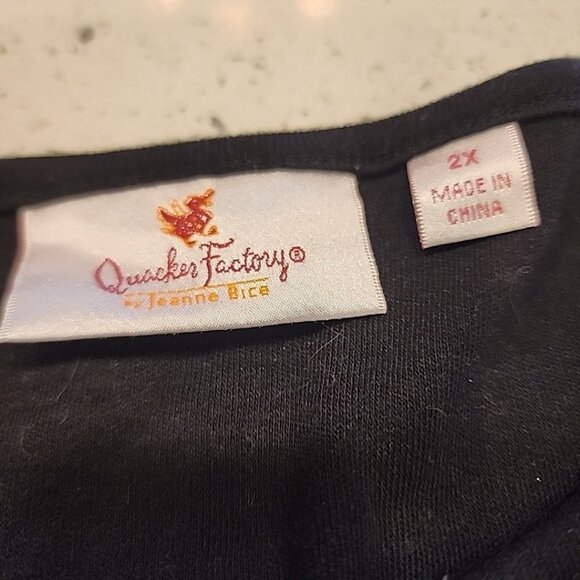 Quacker Factory®
by Jeanne Bice
2X
MADE IN
CHINA